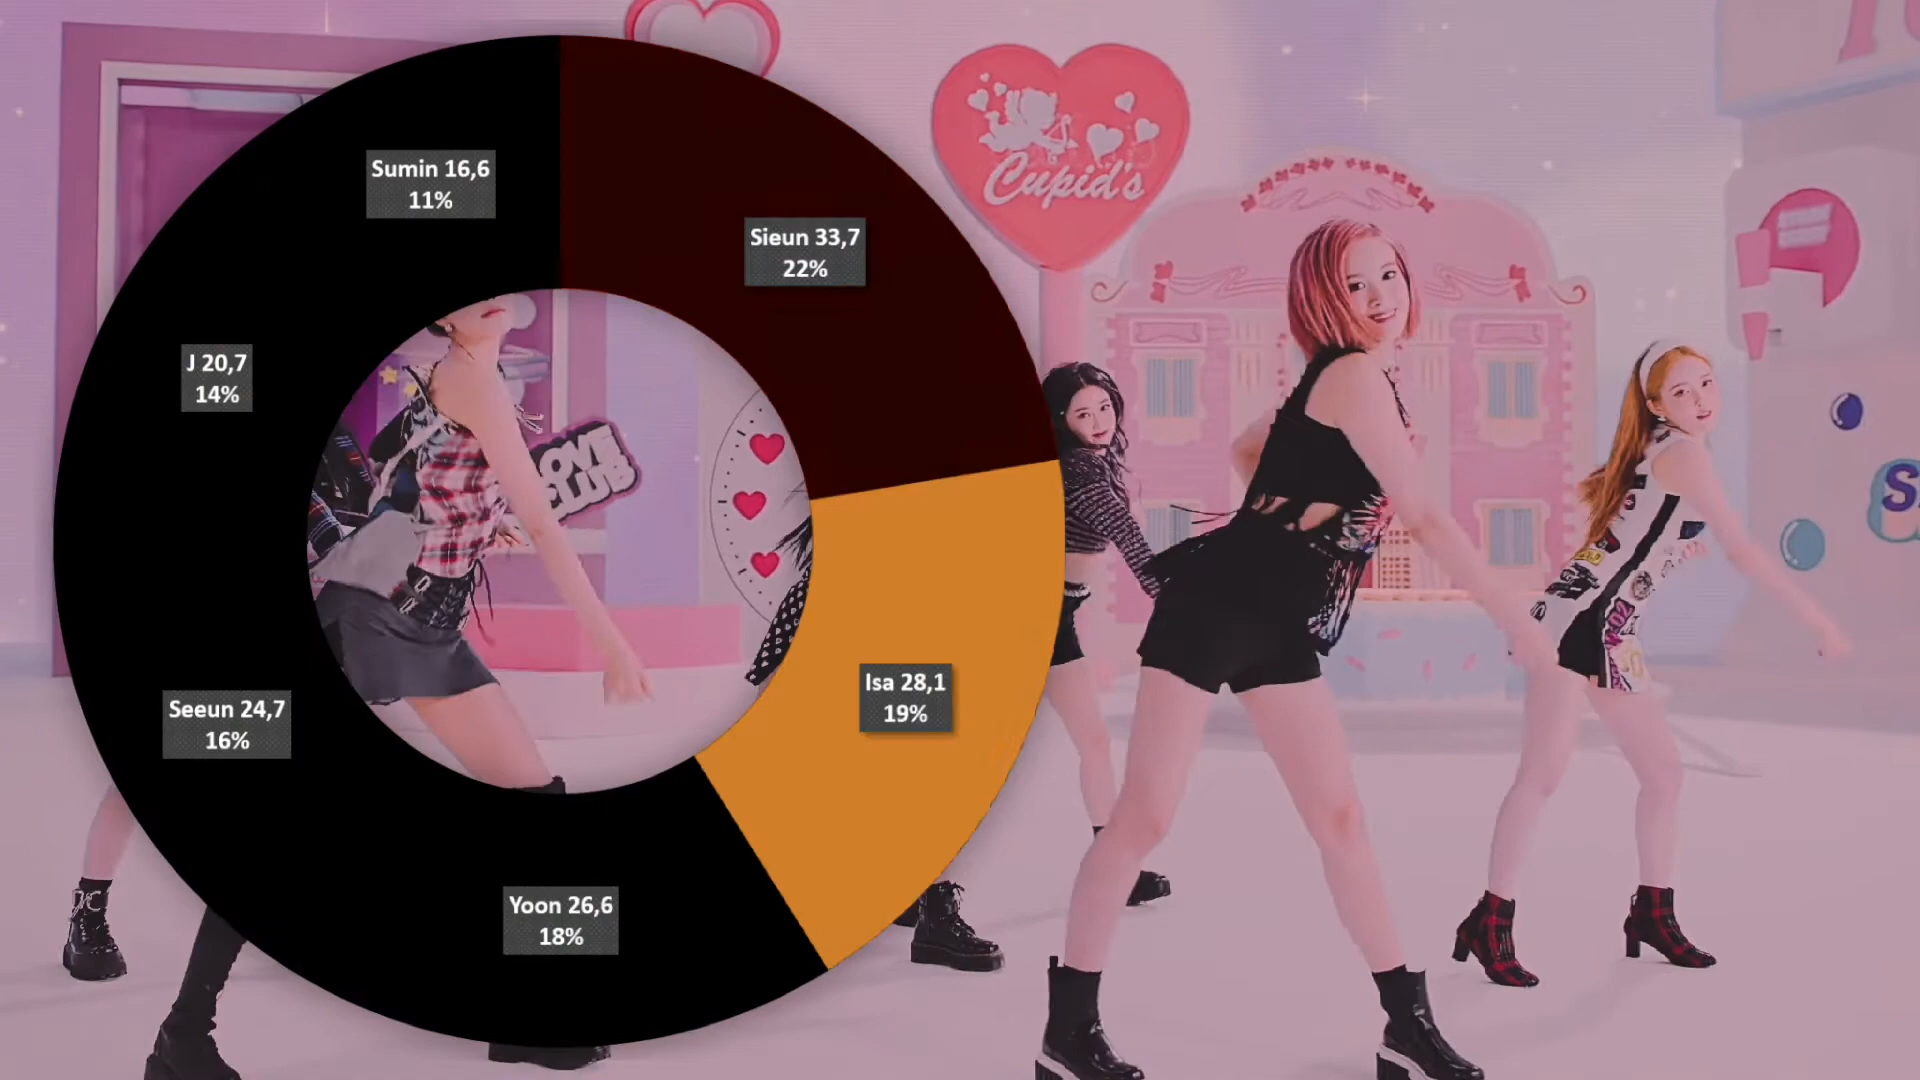 Sumin 16,6
11%
Sieun 33,7
22%
J 20,7
14%
Isa 28,1
19%
Seeun 24,7
16%
Yoon 26,6
18%
Cupid's
LOVE
CLUB